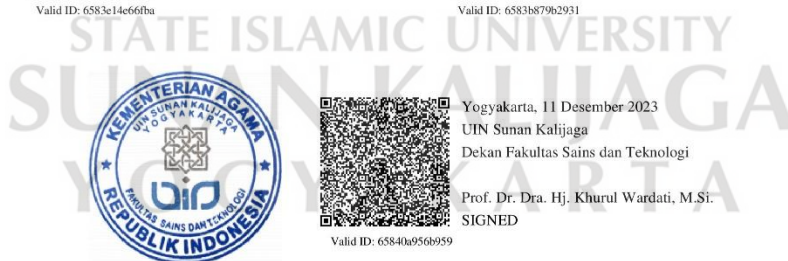 Valid ID: 6583e14e66fba
Valid ID: 6583b879b2931
STATE ISLAMIC UNIVERSITY
SUNAN KALIJAGA
YOGYAKARTA
KEMENTERIAN AGAMA
UIN SUNAN KALIJAGA
YOGYAKARTA
uin
FAKULTAS SAINS DAN TEKNOLOGI
REPUBLIK INDONESIA
Valid ID: 65840a956b959
Yogyakarta, 11 Desember 2023
UIN Sunan Kalijaga
Dekan Fakultas Sains dan Teknologi
Prof. Dr. Dra. Hj. Khurul Wardati, M.Si.
SIGNED